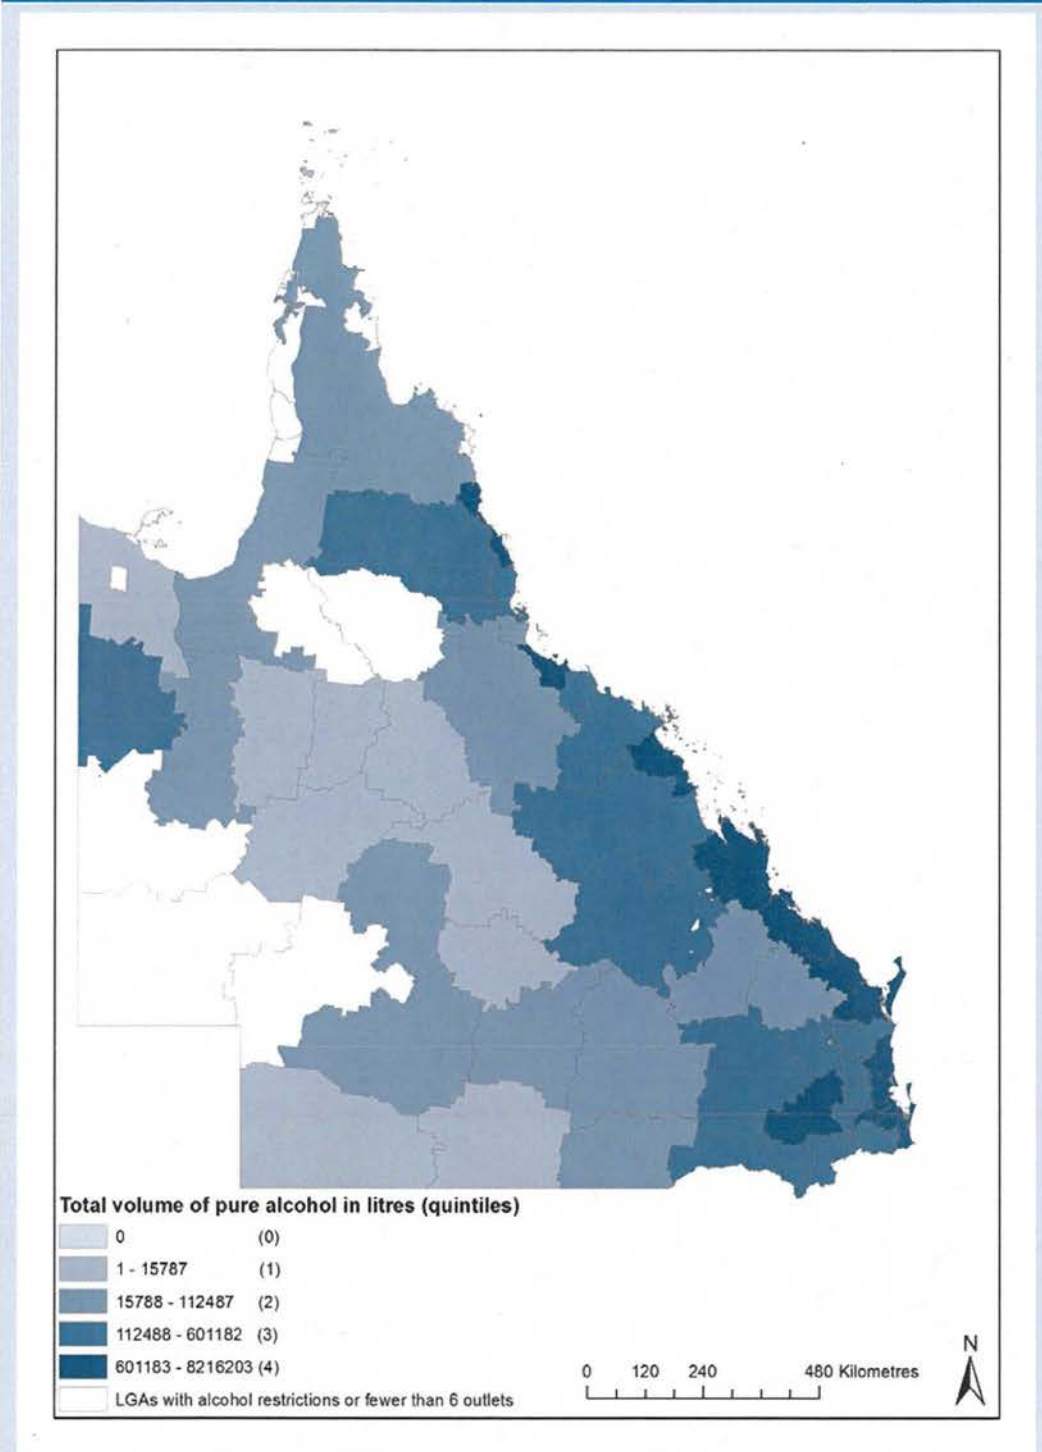 Total volume of pure alcohol in litres (quintiles)
0 (0)
1 - 15787 (1)
15788 - 112487 (2)
112488 - 601182 (3)
601183 - 8216203 (4)
LGAs with alcohol restrictions or fewer than 6 outlets
0 120 240 480 Kilometres
N